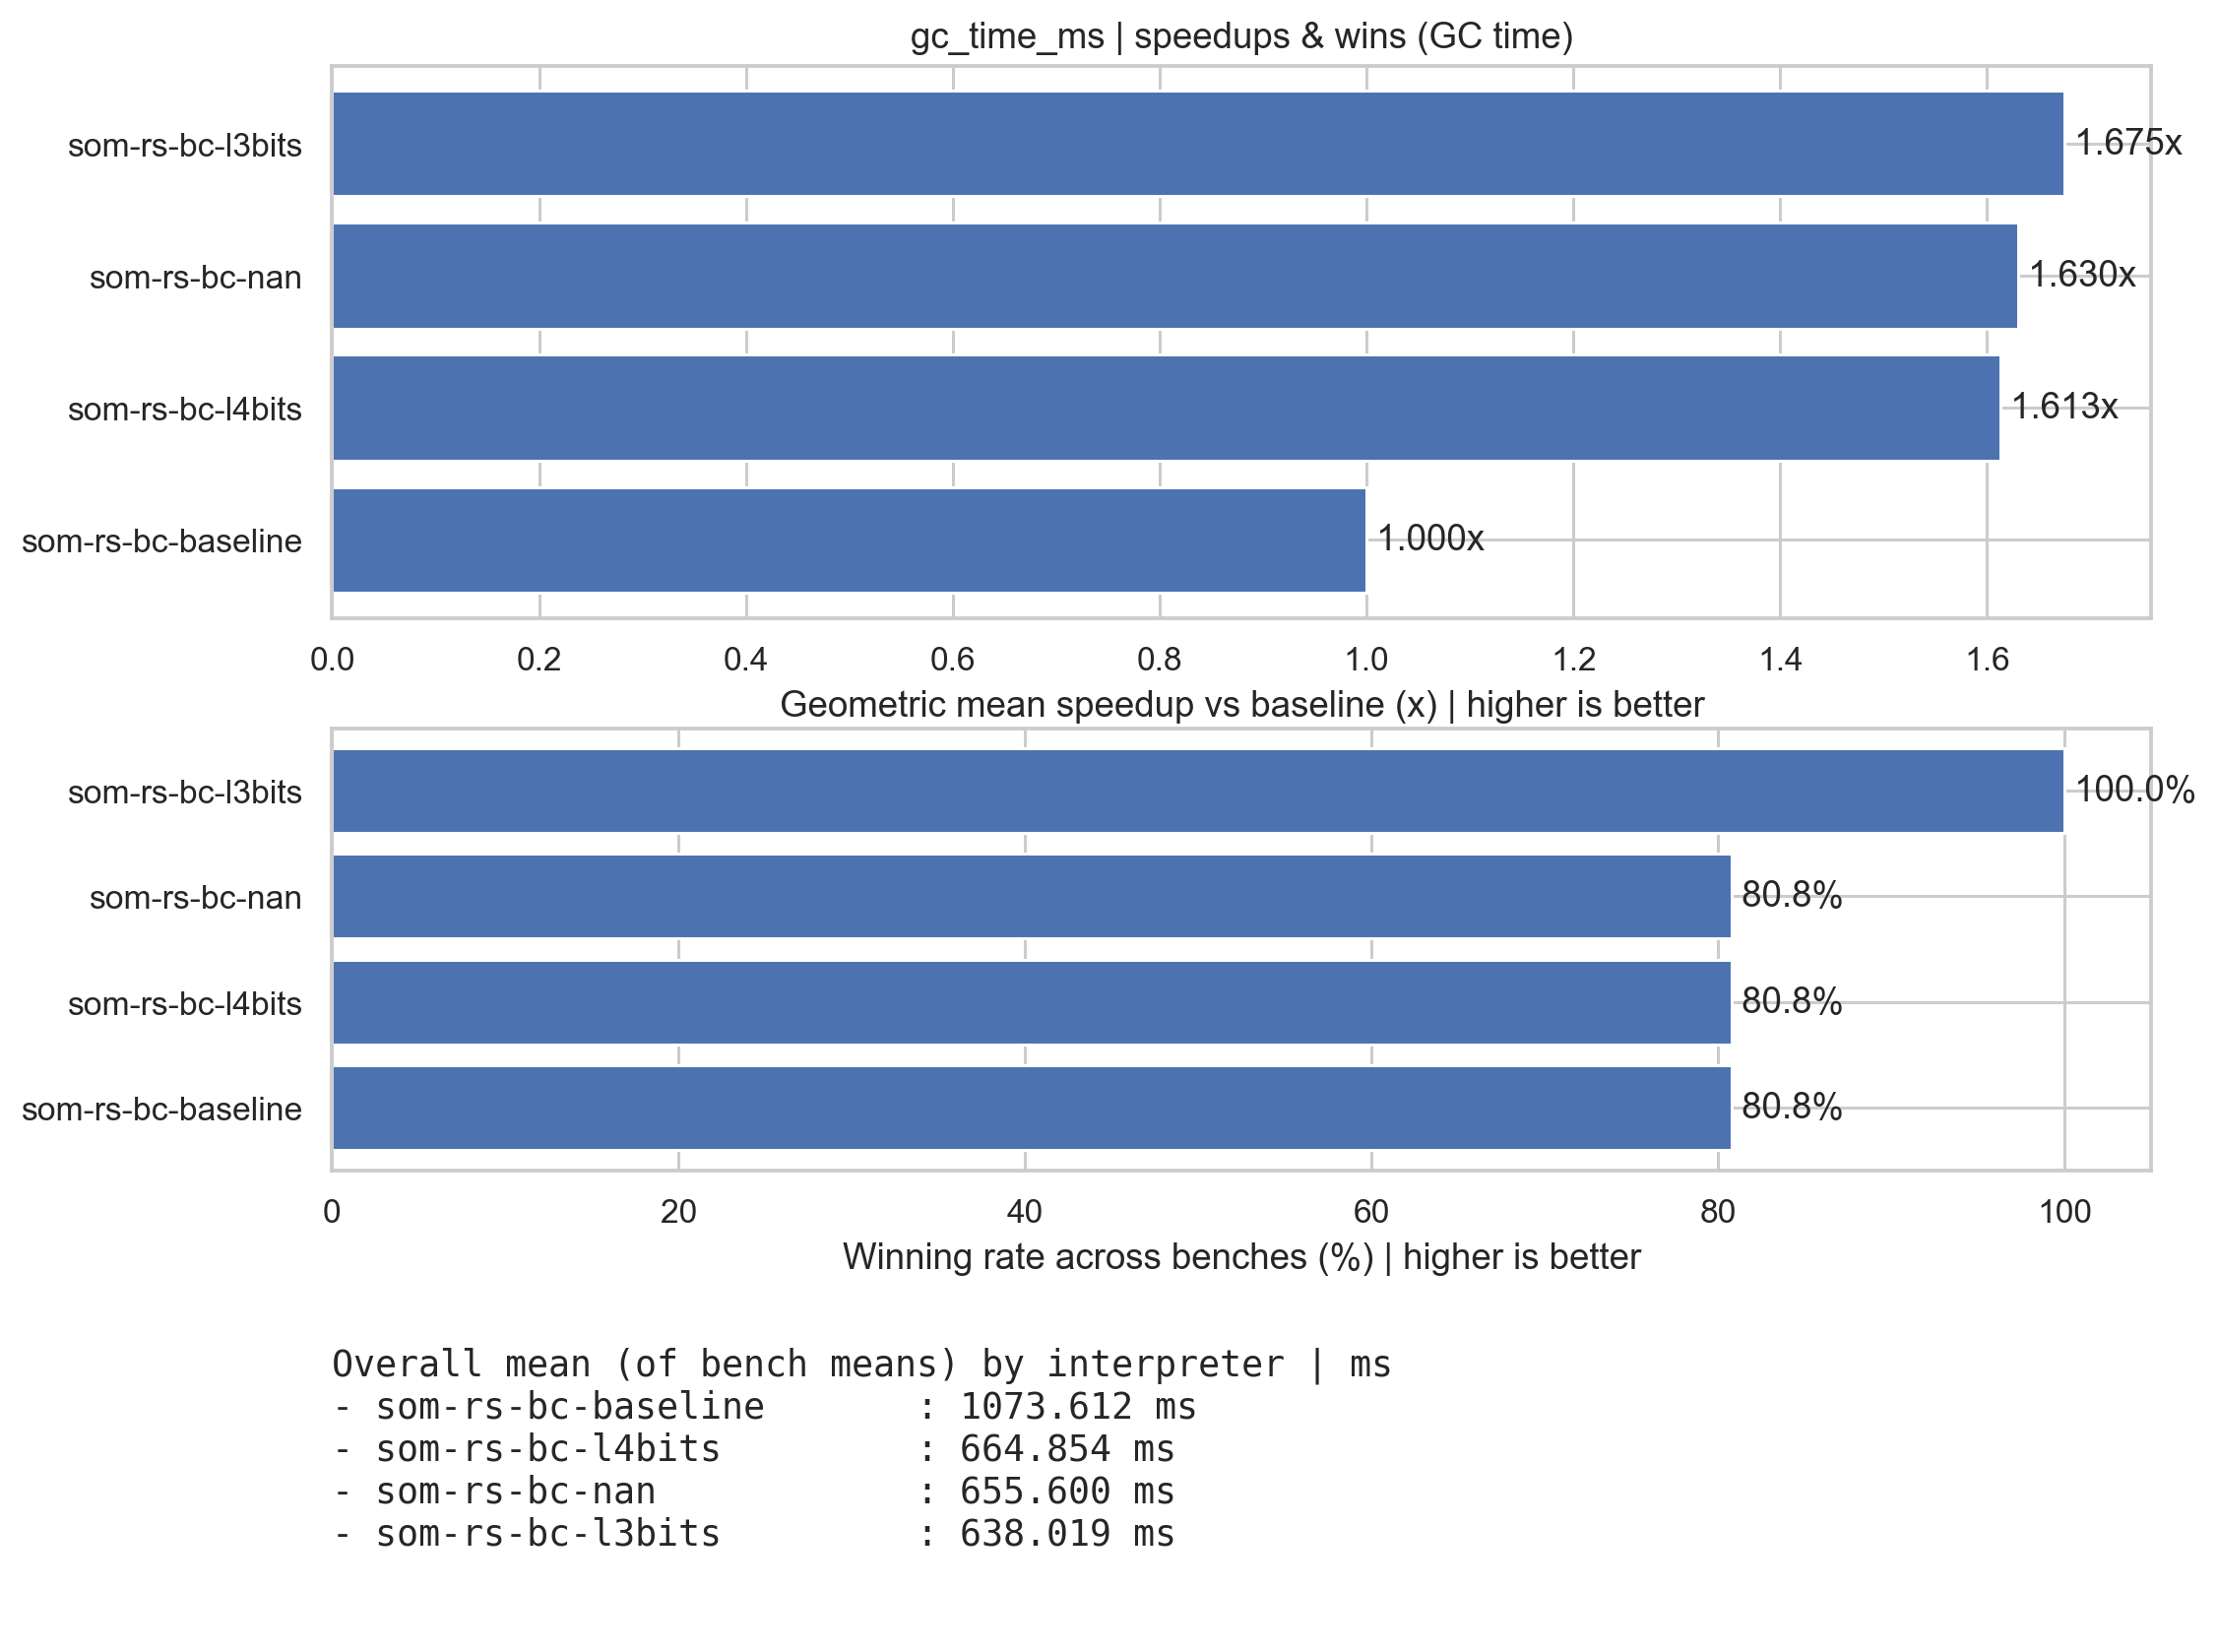 gc_time_ms | speedups & wins (GC time)
som-rs-bc-l3bits
1.675x
som-rs-bc-nan
1.630x
som-rs-bc-l4bits
1.613x
som-rs-bc-baseline
1.000x
0.0 0.2 0.4 0.6 0.8 1.0 1.2 1.4 1.6
Geometric mean speedup vs baseline (x) | higher is better
som-rs-bc-l3bits
100.0%
som-rs-bc-nan
80.8%
som-rs-bc-l4bits
80.8%
som-rs-bc-baseline
80.8%
0 20 40 60 80 100
Winning rate across benches (%) | higher is better
Overall mean (of bench means) by interpreter | ms
- som-rs-bc-baseline : 1073.612 ms
- som-rs-bc-l4bits : 664.854 ms
- som-rs-bc-nan : 655.600 ms
- som-rs-bc-l3bits : 638.019 ms